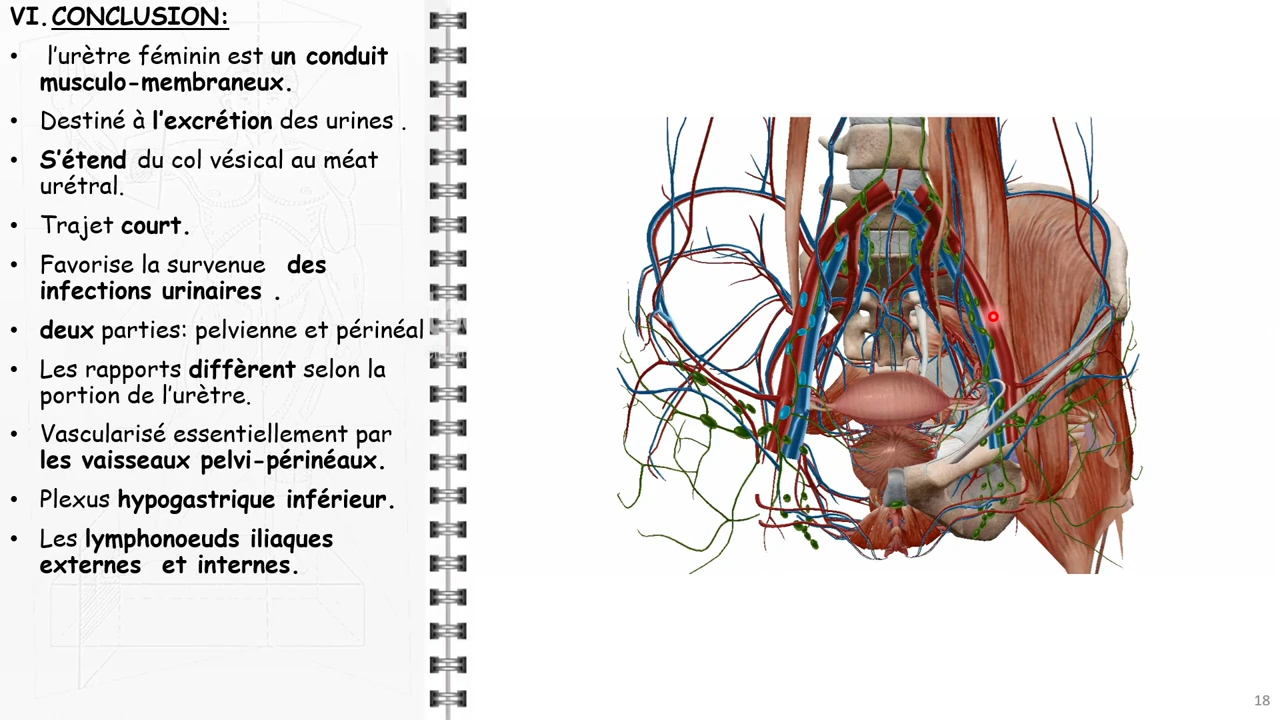 VI. CONCLUSION:
• l'urètre féminin est un conduit
musculo-membraneux.
• Destiné à l'excrétion des urines .
• S'étend du col vésical au méat
urétral.
• Trajet court.
• Favorise la survenue des
infections urinaires .
• deux parties: pelvienne et périnéal
• Les rapports diffèrent selon la
portion de l'urètre.
• Vascularisé essentiellement par
les vaisseaux pelvi-périnéaux.
• Plexus hypogastrique inférieur.
• Les lymphonoeuds iliaques
externes et internes.
18